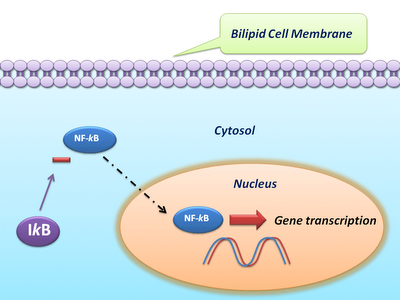 Bilipid Cell Membrane
Cytosol
NF-kB
IkB
Nucleus
NF-kB
Gene transcription